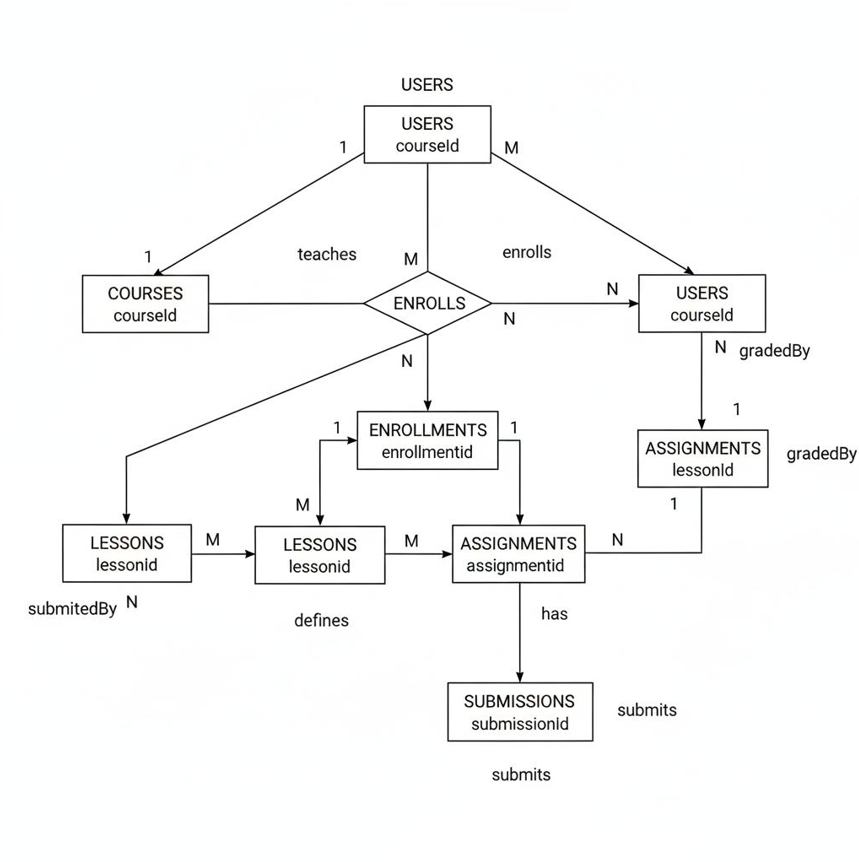 USERS
USERS
courseId
1
M
1
teaches
M
enrolls
COURSES
courseId
ENROLLS
N
N
USERS
courseId
N
N
gradedBy
1
1
ENROLLMENTS
enrollmentid
1
ASSIGNMENTS
lessonId
gradedBy
M
1
LESSONS
lessonId
M
LESSONS
lessonid
M
ASSIGNMENTS
assignmentid
N
submitedBy
N
defines
has
SUBMISSIONS
submissionId
submits
submits